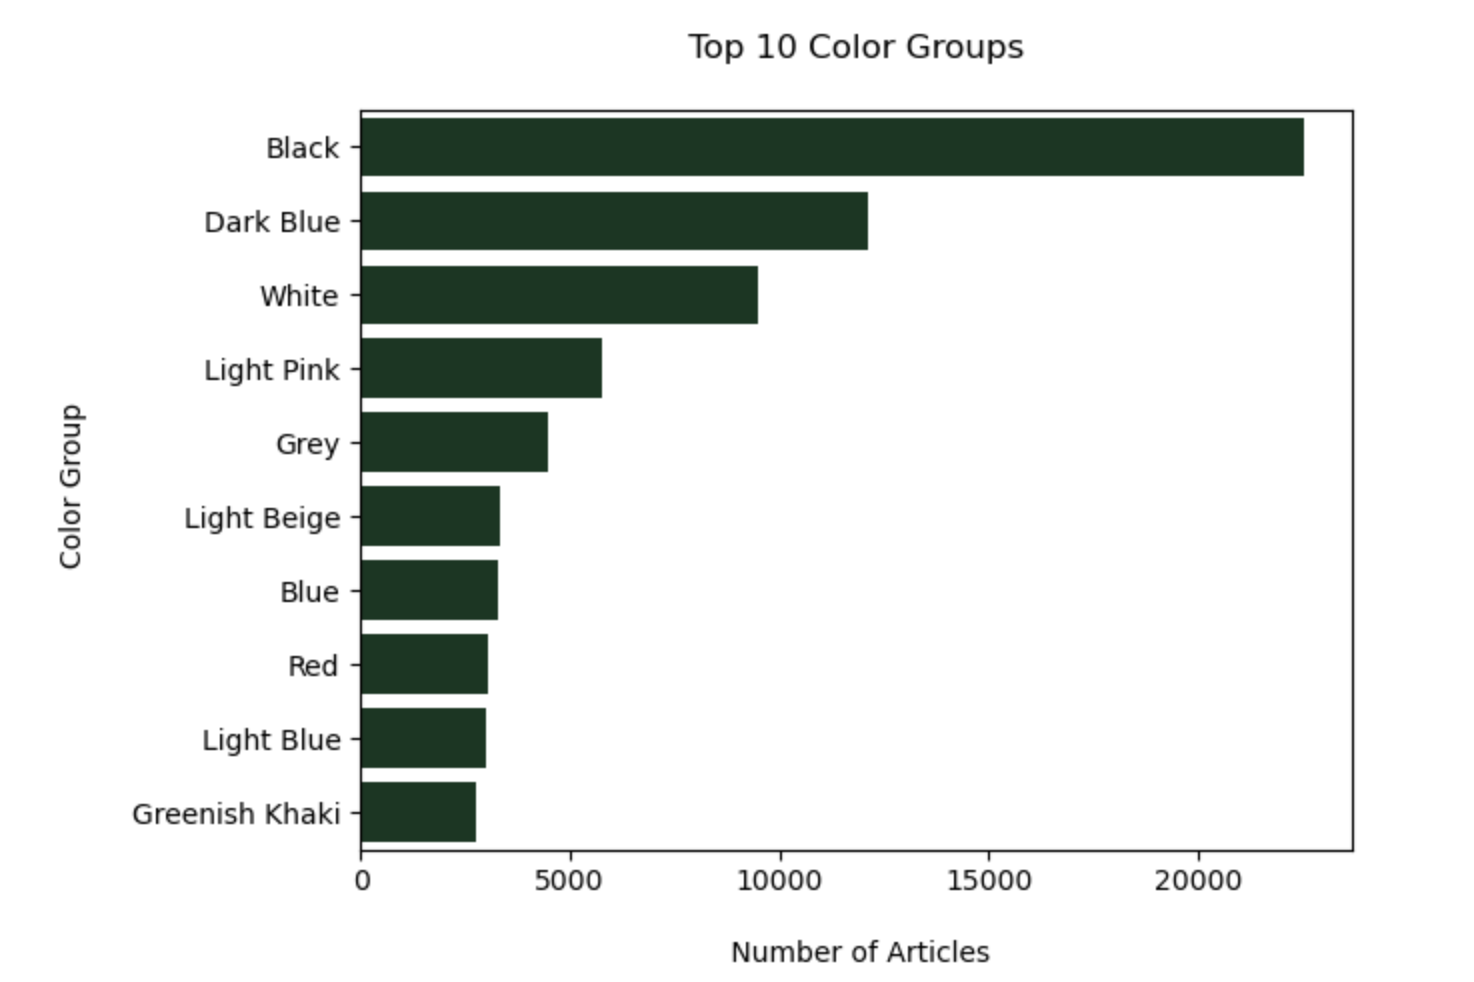 Top 10 Color Groups
Color Group
Black
Dark Blue
White
Light Pink
Grey
Light Beige
Blue
Red
Light Blue
Greenish Khaki
0 5000 10000 15000 20000
Number of Articles